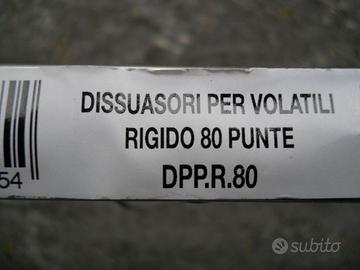 DISSUASORI PER VOLATILI
RIGIDO 80 PUNTE
54
DPP.R.80
subito